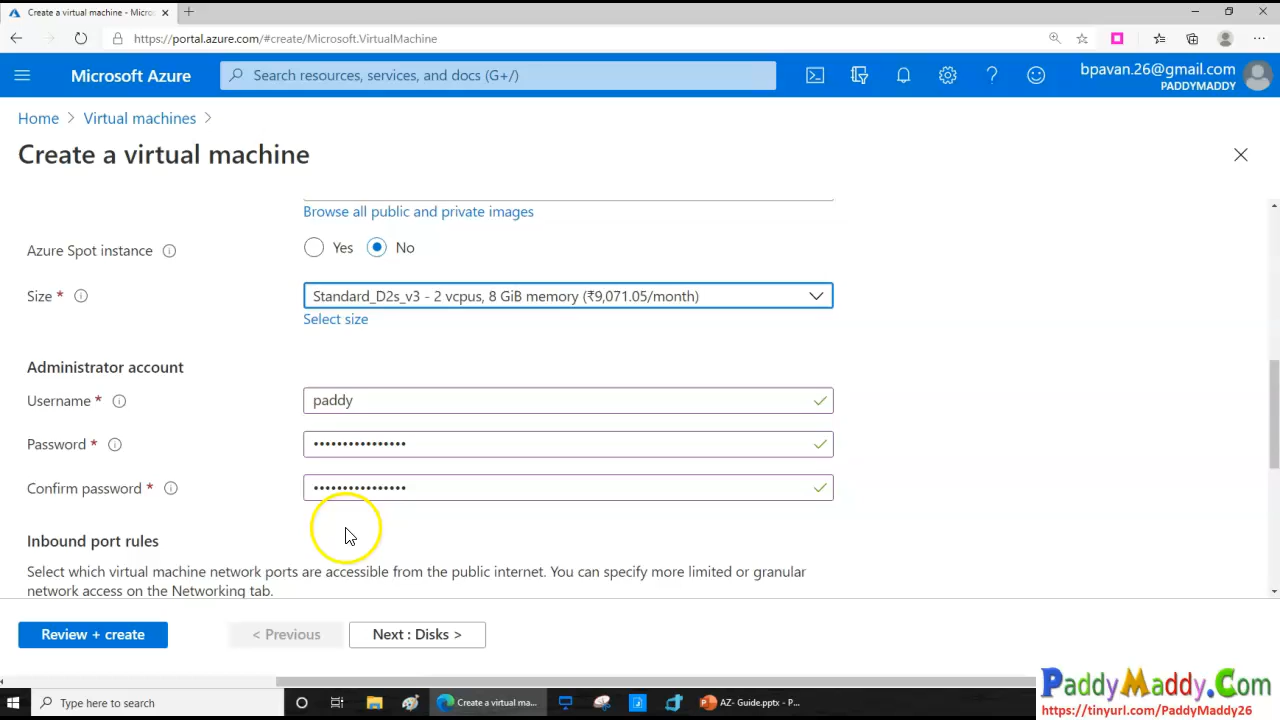 Create a virtual machine - Micros
https://portal.azure.com/#create/Microsoft.VirtualMachine
Microsoft Azure
Search resources, services, and docs (G+/)
bpavan.26@gmail.com
PADDYMADDY
Home > Virtual machines >
Create a virtual machine
Browse all public and private images
Azure Spot instance
Yes
No
Size *
Standard_D2s_v3 - 2 vcpus, 8 GiB memory (₹9,071.05/month)
Select size
Administrator account
Username *
paddy
Password *
••••••••••••••••
Confirm password *
••••••••••••••••
Inbound port rules
Select which virtual machine network ports are accessible from the public internet. You can specify more limited or granular
network access on the Networking tab.
Review + create
< Previous
Next : Disks >
Type here to search
Create a virtual ma...
AZ- Guide.pptx - P...
PaddyMaddy.Com
https://tinyurl.com/PaddyMaddy26